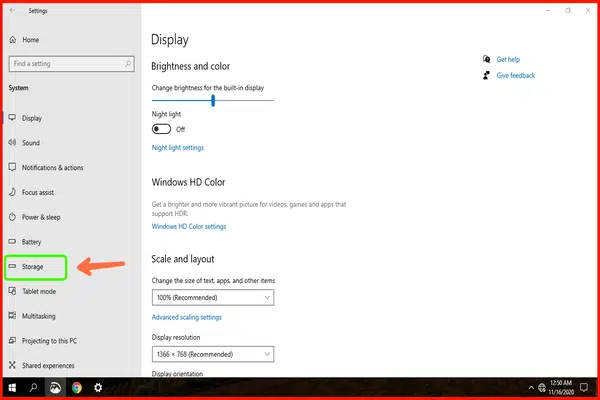 Settings
Home
Find a setting
System
Display
Sound
Notifications & actions
Focus assist
Power & sleep
Battery
Storage
Tablet mode
Multitasking
Projecting to this PC
Shared experiences
Display
Brightness and color
Change brightness for the built-in display
Night light
Off
Night light settings
Windows HD Color
Get a brighter and more vibrant picture for videos, games and apps that
support HDR.
Windows HD Color settings
Scale and layout
Change the size of text, apps, and other items
100% (Recommended)
Advanced scaling settings
Display resolution
1366 × 768 (Recommended)
Display orientation
Get help
Give feedback
12:50 AM
11/16/2020